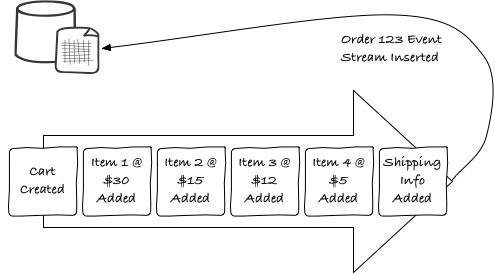 Order 123 Event
Stream Inserted
Cart
Created
Item 1 @
$30
Added
Item 2 @
$15
Added
Item 3 @
$12
Added
Item 4 @
$5
Added
Shipping
Info
Added